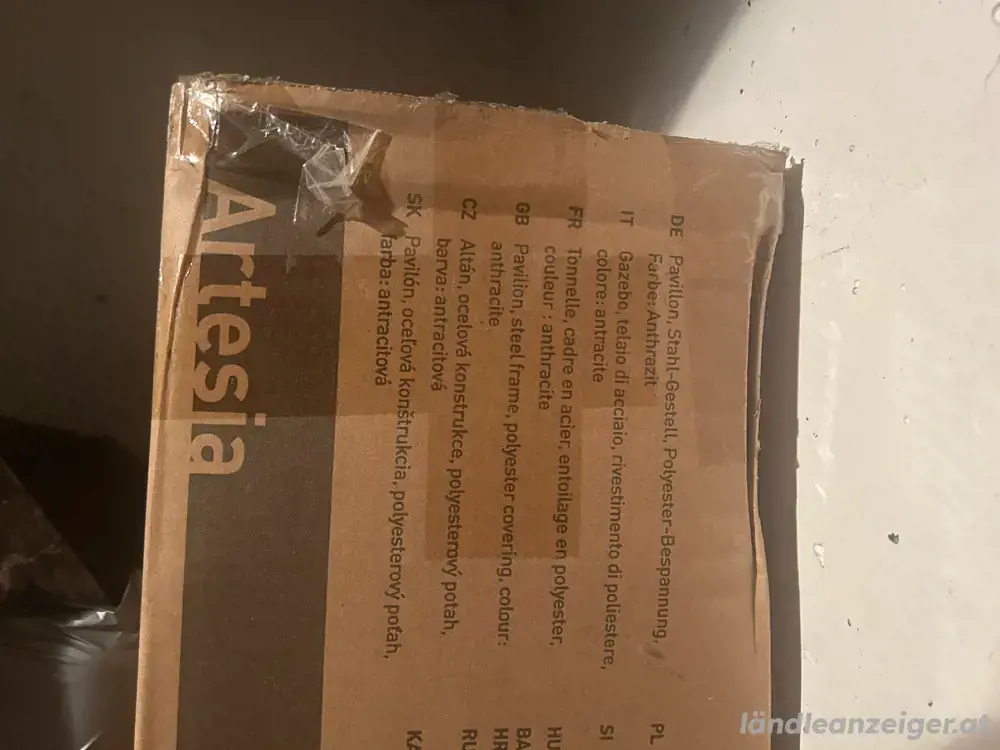 Artesia
DE Pavillon, Stahl-Gestell, Polyester-Bespannung,
Farbe: Anthrazit
IT Gazebo, telaio di acciaio, rivestimento di poliestere,
colore: antracite
FR Tonnelle, cadre en acier, entoilage en polyester,
couleur : anthracite
GB Pavilion, steel frame, polyester covering, colour :
anthracite
CZ Altán, ocelová konstrukce, polyesterový potah,
barva: antracitová
SK Pavilón, oceľová konštrukcia, polyesterový poťah,
farba: antracitová
PL
SI
HU
BA
HR
RU
KA
ländleanzeiger.at